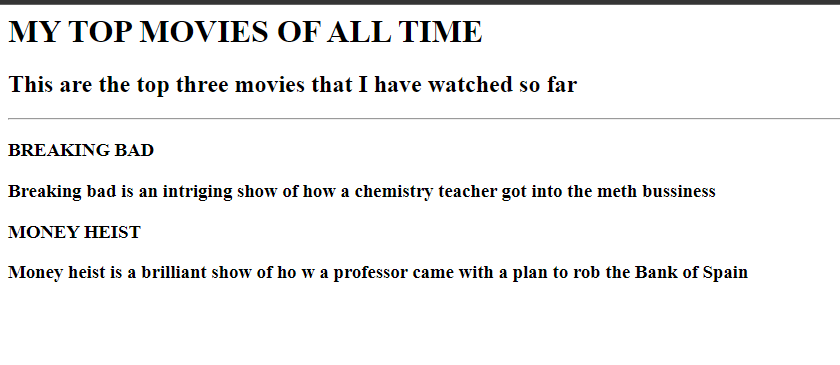 MY TOP MOVIES OF ALL TIME
This are the top three movies that I have watched so far
BREAKING BAD
Breaking bad is an intriging show of how a chemistry teacher got into the meth bussiness
MONEY HEIST
Money heist is a brilliant show of ho w a professor came with a plan to rob the Bank of Spain